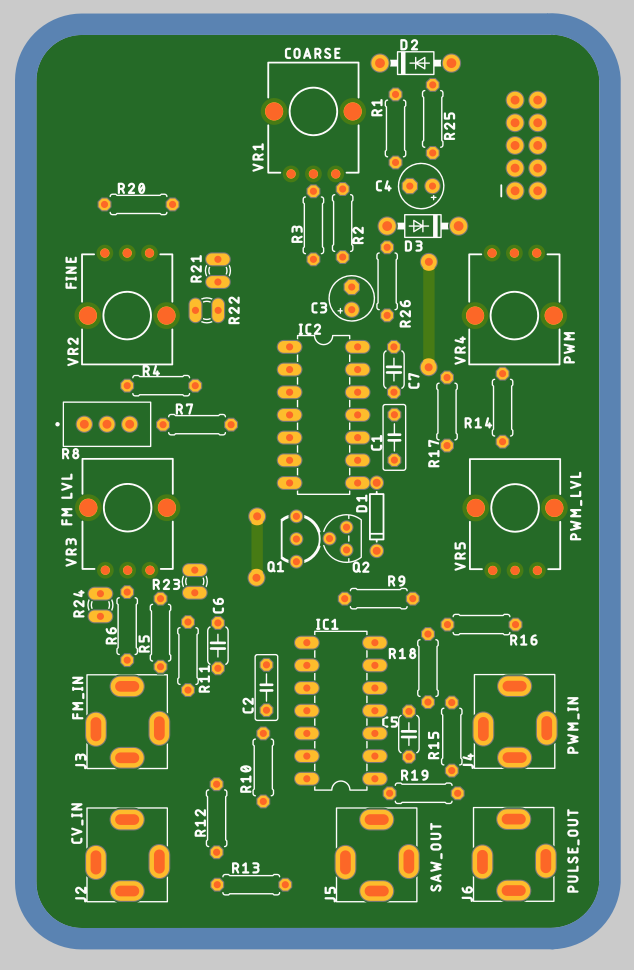 D2
COARSE
R1
R25
VR1
C4
+
R20
R3
R2
D3
FINE
R21
R22
C3
+
R26
IC2
VR2
VR4
PWM
R4
C7
R7
R14
R8
C1
R17
FM LVL
D1
PWM_LVL
VR3
VR5
Q1
Q2
R23
R9
R24
C6
R6
R5
IC1
R16
R18
R11
FM_IN
C2
C5
R15
PWM_IN
J3
J4
R10
R19
CV_IN
R12
SAW_OUT
PULSE_OUT
R13
J2
J5
J6